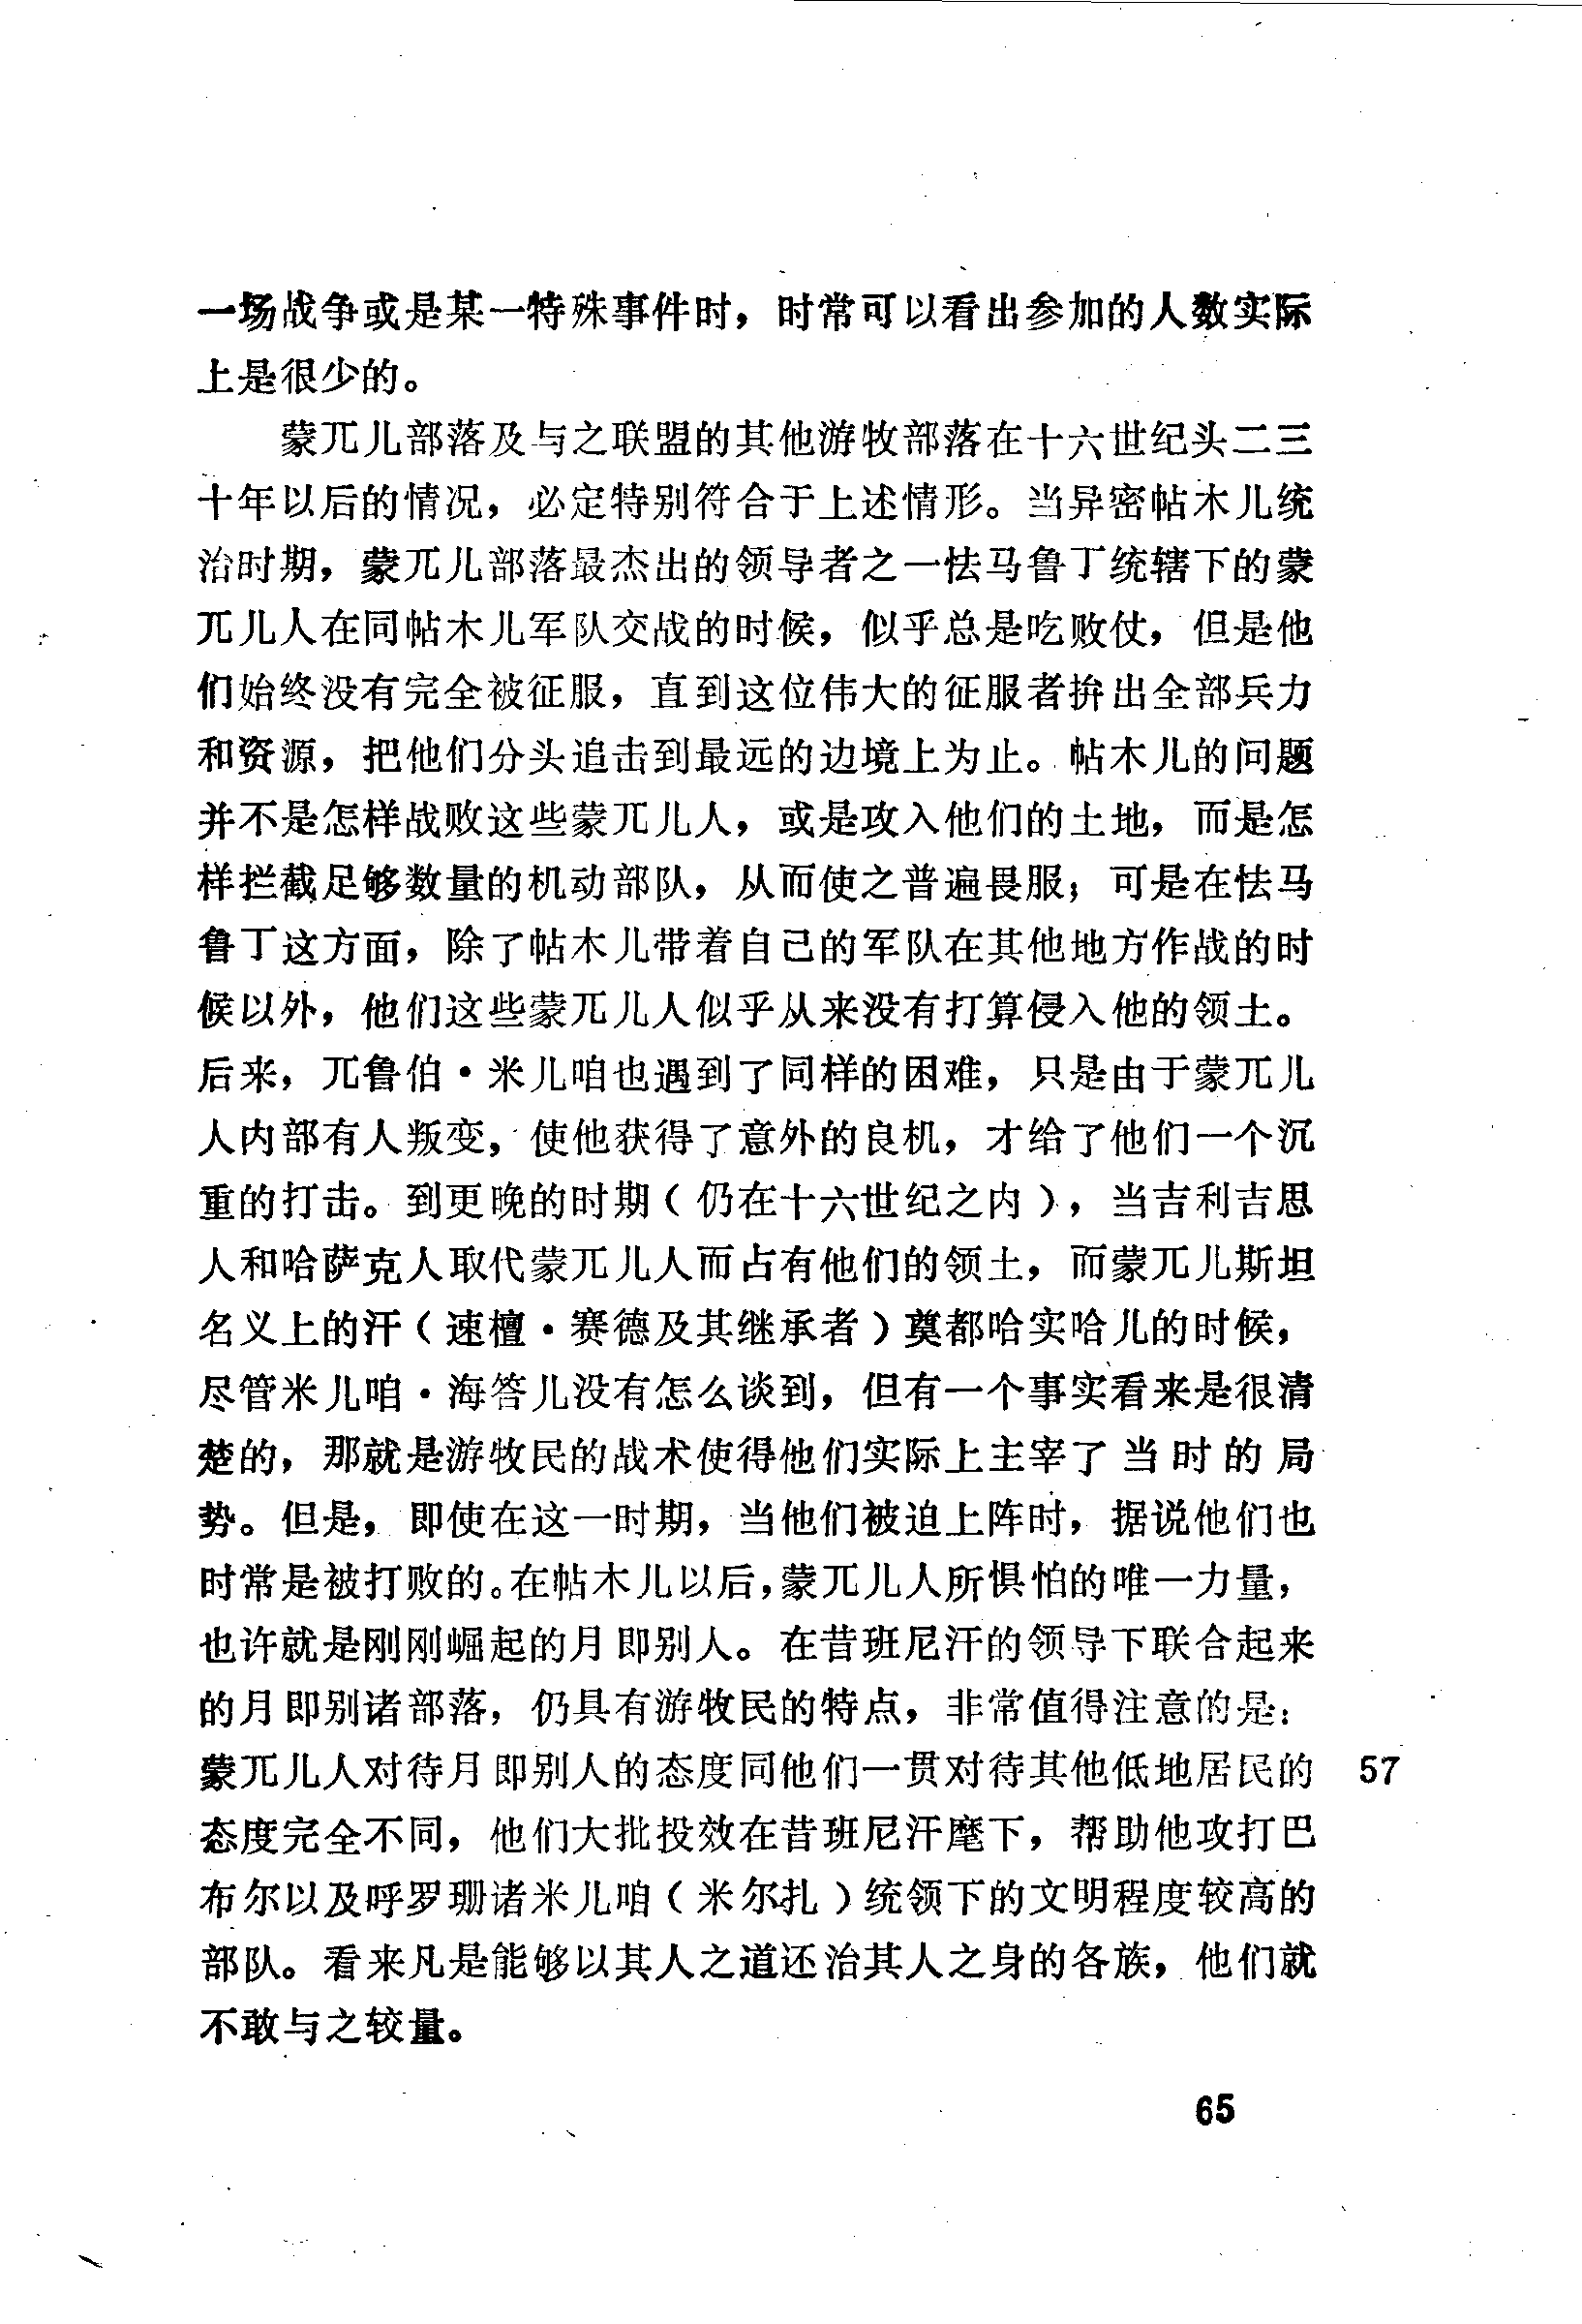 一场战争或是某一特殊事件时，时常可以看出参加的人数实际
上是很少的。
蒙兀儿部落及与之联盟的其他游牧部落在十六世纪头二三
十年以后的情况，必定特别符合于上述情形。当异密帖木儿统
治时期，蒙兀儿部落最杰出的领导者之一怯马鲁丁统辖下的蒙
兀儿人在同帖木儿军队交战的时候，似乎总是吃败仗，但是他
们始终没有完全被征服，直到这位伟大的征服者拚出全部兵力
和资源，把他们分头追击到最远的边境上为止。帖木儿的问题
并不是怎样战败这些蒙兀儿人，或是攻入他们的土地，而是怎
样拦截足够数量的机动部队，从而使之普遍畏服；可是在怯马
鲁丁这方面，除了帖木儿带着自己的军队在其他地方作战的时
候以外，他们这些蒙兀儿人似乎从来没有打算侵入他的领土。
后来，兀鲁伯·米儿咱也遇到了同样的困难，只是由于蒙兀儿
人内部有人叛变，使他获得了意外的良机，才给了他们一个沉
重的打击。到更晚的时期（仍在十六世纪之内），当吉利吉思
人和哈萨克人取代蒙兀儿人而占有他们的领土，而蒙兀儿斯坦
名义上的汗（速檀·赛德及其继承者）奠都哈实哈儿的时候，
尽管米儿咱·海答儿没有怎么谈到，但有一个事实看来是很清
楚的，那就是游牧民的战术使得他们实际上主宰了当时的局
势。但是，即使在这一时期，当他们被迫上阵时，据说他们也
时常是被打败的。在帖木儿以后，蒙兀儿人所惧怕的唯一力量，
也许就是刚刚崛起的月即别人。在昔班尼汗的领导下联合起来
的月即别诸部落，仍具有游牧民的特点，非常值得注意的是：
蒙兀儿人对待月即别人的态度同他们一贯对待其他低地居民的 57
态度完全不同，他们大批投效在昔班尼汗麾下，帮助他攻打巴
布尔以及呼罗珊诸米儿咱（米尔扎）统领下的文明程度较高的
部队。看来凡是能够以其人之道还治其人之身的各族，他们就
不敢与之较量。
65